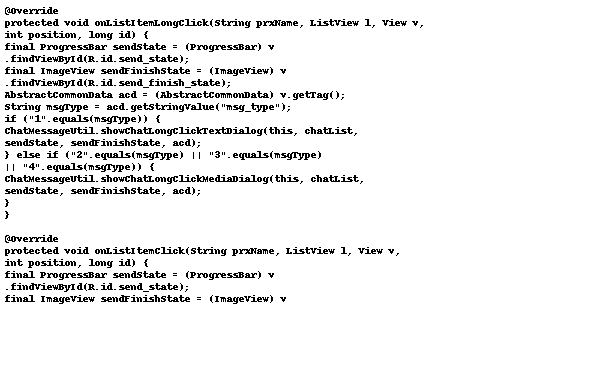 @Override
protected void onListItemLongClick(String prxName, ListView l, View v,
int position, long id) {
final ProgressBar sendState = (ProgressBar) v
.findViewById(R.id.send_state);
final ImageView sendFinishState = (ImageView) v
.findViewById(R.id.send_finish_state);
AbstractCommonData acd = (AbstractCommonData) v.getTag();
String msgType = acd.getStringValue("msg_type");
if ("1".equals(msgType)) {
ChatMessageUtil.showChatLongClickTextDialog(this, chatList,
sendState, sendFinishState, acd);
} else if ("2".equals(msgType) || "3".equals(msgType)
|| "4".equals(msgType)) {
ChatMessageUtil.showChatLongClickMediaDialog(this, chatList,
sendState, sendFinishState, acd);
}
}
@Override
protected void onListItemClick(String prxName, ListView l, View v,
int position, long id) {
final ProgressBar sendState = (ProgressBar) v
.findViewById(R.id.send_state);
final ImageView sendFinishState = (ImageView) v